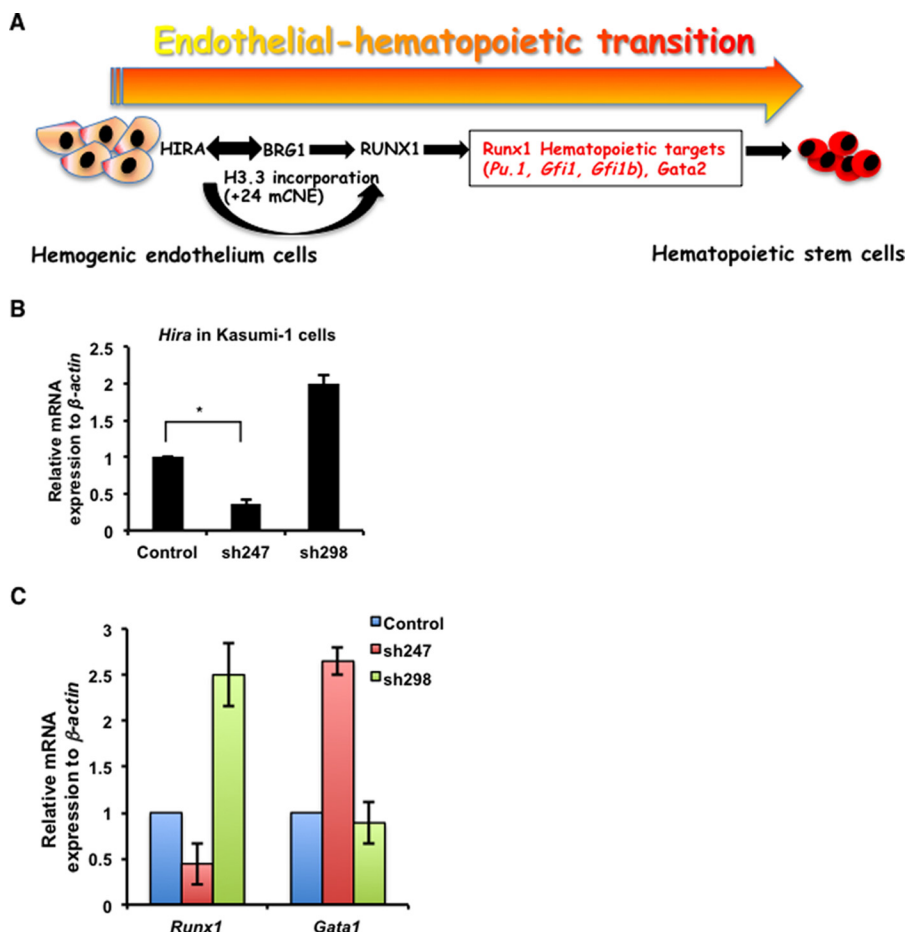 A
Endothelial-hematopoietic transition
HIRA BRG1 RUNX1
Runx1 Hematopoietic targets
(Pu.1, Gfi1, Gfi1b), Gata2
H3.3 incorporation
(+24 mCNE)
Hemogenic endothelium cells
Hematopoietic stem cells
B
Hira in Kasumi-1 cells
Relative mRNA
expression to β-actin
2.5
2
1.5
1
0.5
0
*
Control sh247 sh298
C
Control
sh247
sh298
Relative mRNA
expression to β-actin
3
2.5
2
1.5
1
0.5
0
Runx1 Gata1